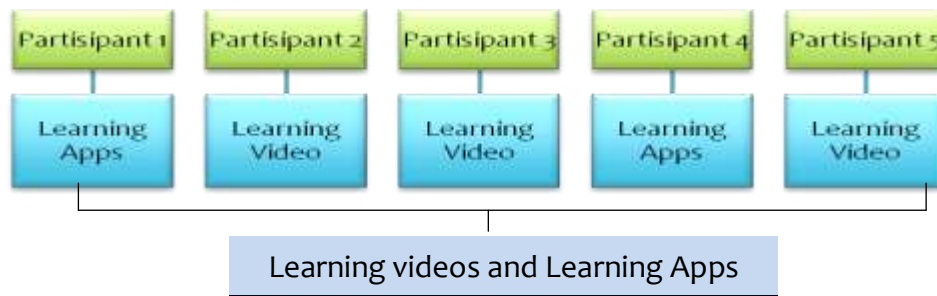 Partisipant 1 Partisipant 2 Partisipant 3 Partisipant 4 Partisipant 5
Learning Learning Learning Learning Learning
Apps Video Video Apps Video
Learning videos and Learning Apps